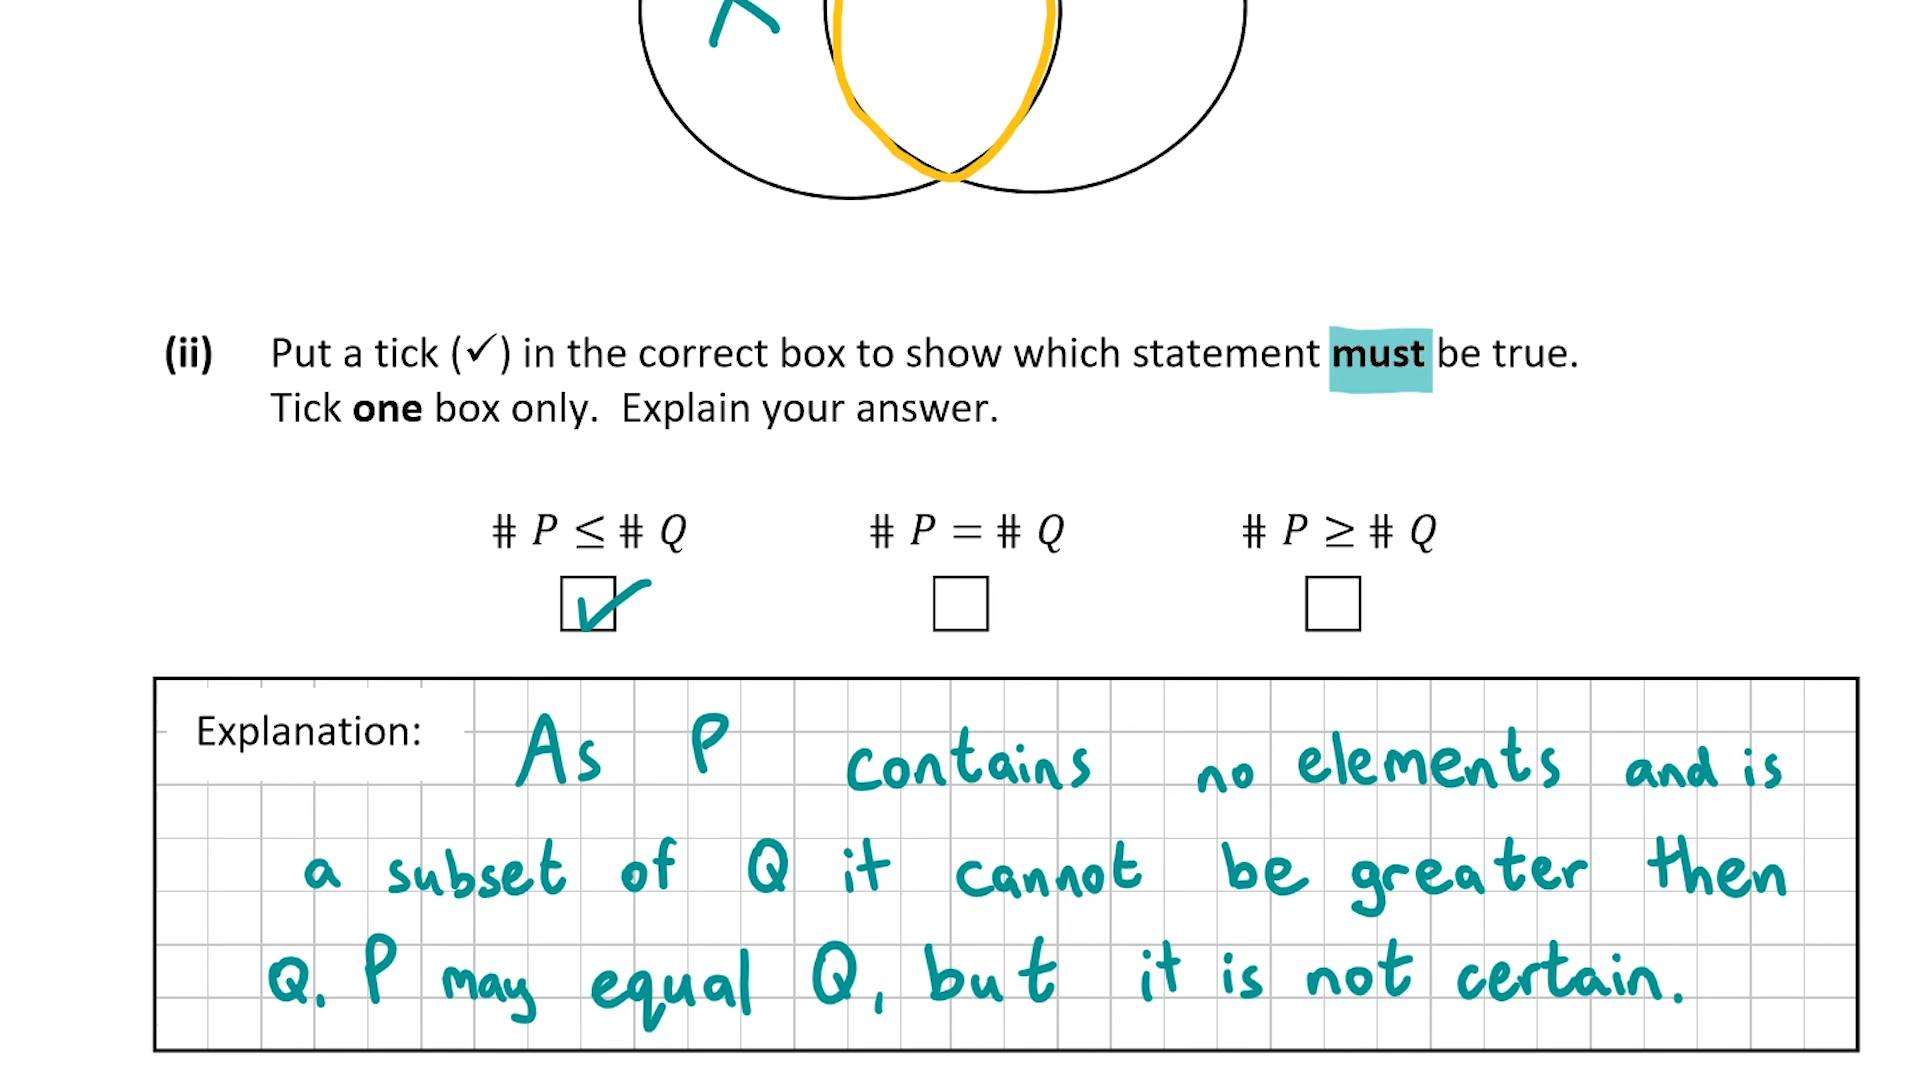 (ii) Put a tick (✓) in the correct box to show which statement must be true.
Tick one box only. Explain your answer.
# P ≤ # Q # P = # Q # P ≥ # Q
Explanation: As P contains no elements and is
a subset of Q it cannot be greater then
Q. P may equal Q, but it is not certain.